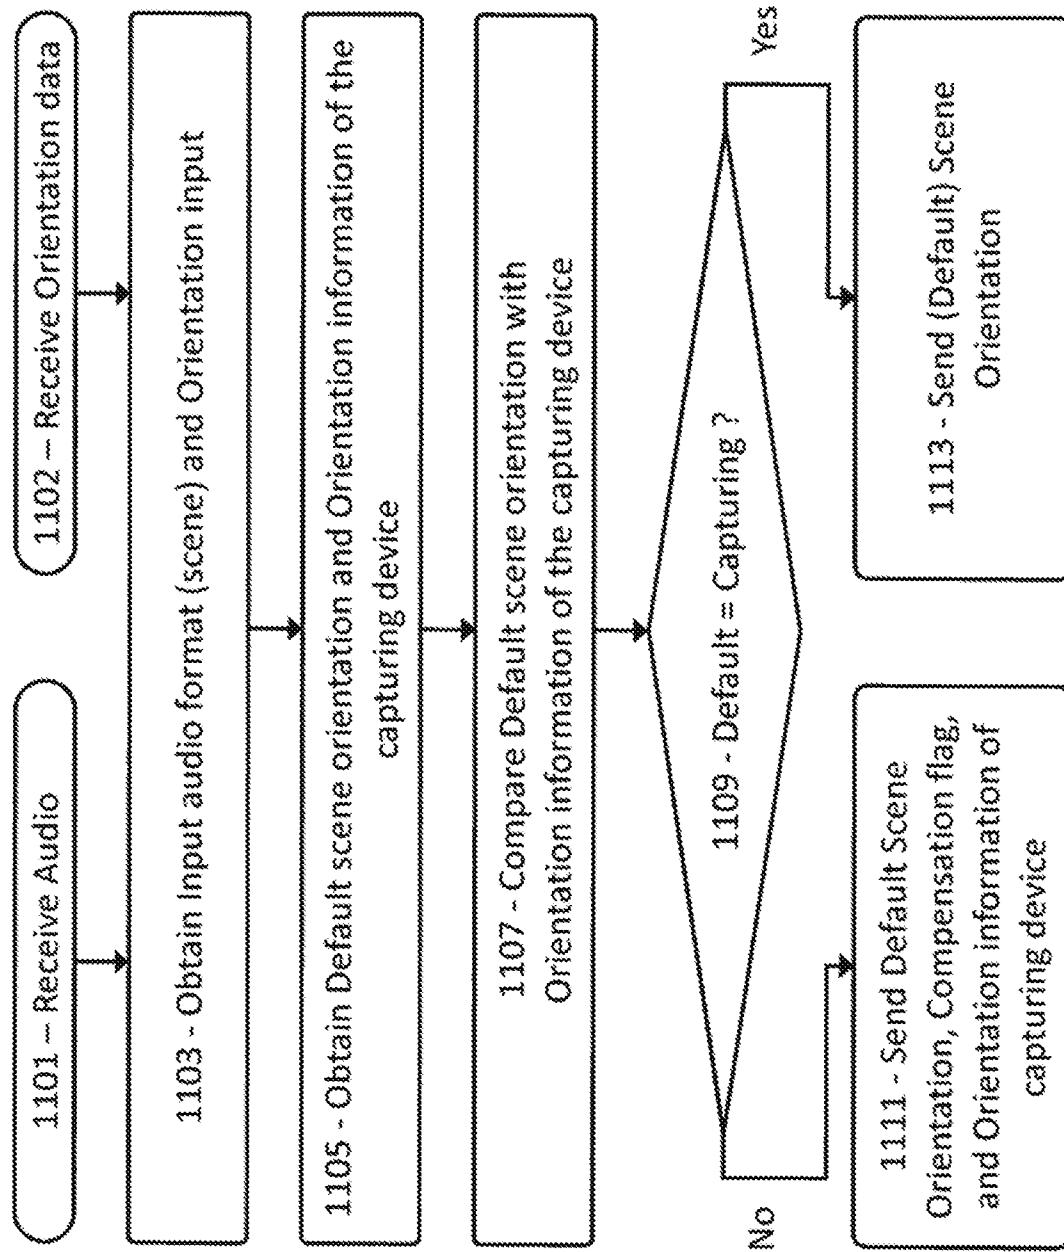 1101 – Receive Audio
1102 – Receive Orientation data
1103 - Obtain Input audio format (scene) and Orientation input
1105 - Obtain Default scene orientation and Orientation information of the
capturing device
1107 - Compare Default scene orientation with
Orientation information of the capturing device
1109 - Default = Capturing ?
No
Yes
1111 - Send Default Scene
Orientation, Compensation flag,
and Orientation information of
capturing device
1113 - Send (Default) Scene
Orientation